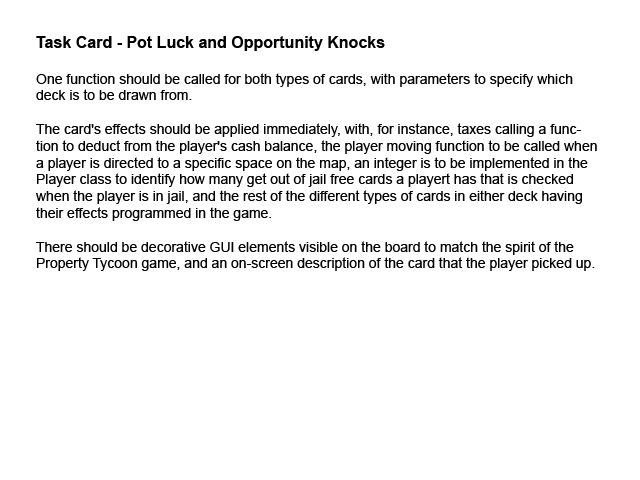 Task Card - Pot Luck and Opportunity Knocks
One function should be called for both types of cards, with parameters to specify which
deck is to be drawn from.
The card's effects should be applied immediately, with, for instance, taxes calling a func-
tion to deduct from the player's cash balance, the player moving function to be called when
a player is directed to a specific space on the map, an integer is to be implemented in the
Player class to identify how many get out of jail free cards a playert has that is checked
when the player is in jail, and the rest of the different types of cards in either deck having
their effects programmed in the game.
There should be decorative GUI elements visible on the board to match the spirit of the
Property Tycoon game, and an on-screen description of the card that the player picked up.